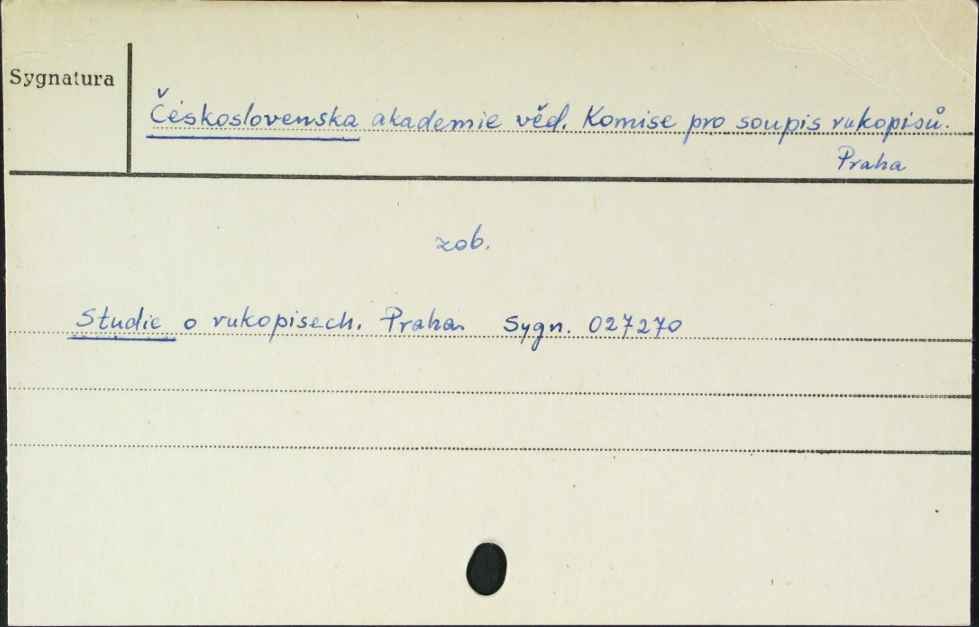 Sygnatura
Československa akademie věd. Komise pro soupis rukopisů.
Praha
zob.
Studie o rukopisech. Praha. Sygn. 027270